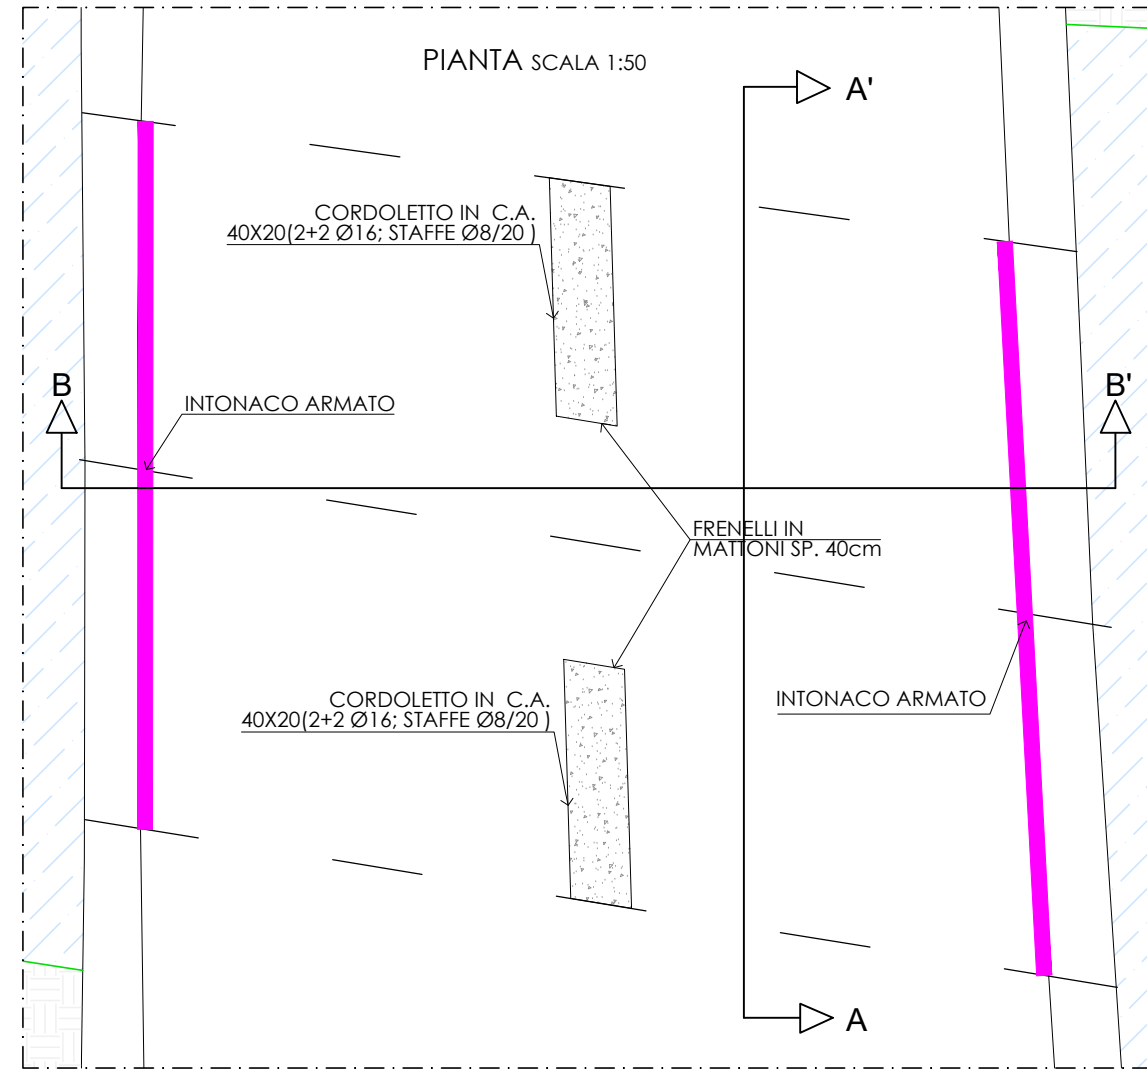 PIANTA SCALA 1:50
A'
CORDOLETTO IN C.A.
40X20(2+2 Ø16; STAFFE Ø8/20 )
B
INTONACO ARMATO
B'
FRENELLI IN
MATTONI SP. 40cm
CORDOLETTO IN C.A.
40X20(2+2 Ø16; STAFFE Ø8/20 )
INTONACO ARMATO
A